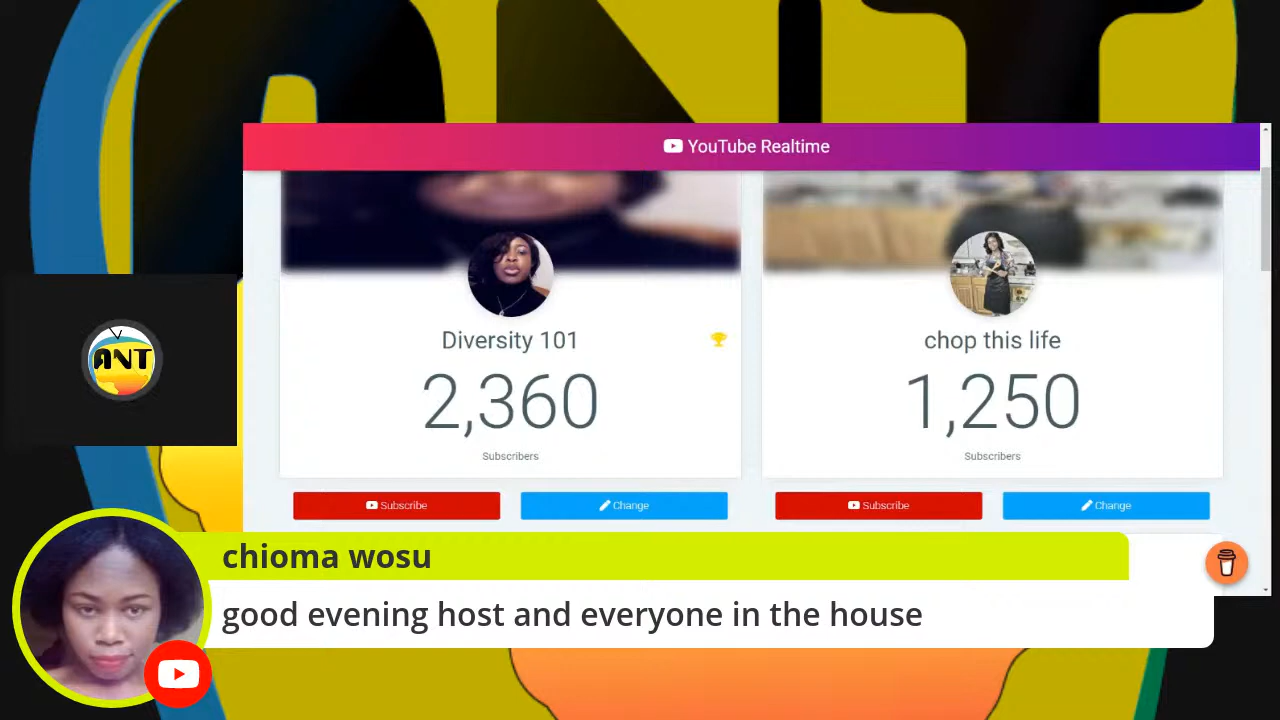 ANT
YouTube Realtime
ANT
Diversity 101
2,360
Subscribers
Subscribe
Change
chop this life
1,250
Subscribers
Subscribe
Change
chioma wosu
good evening host and everyone in the house